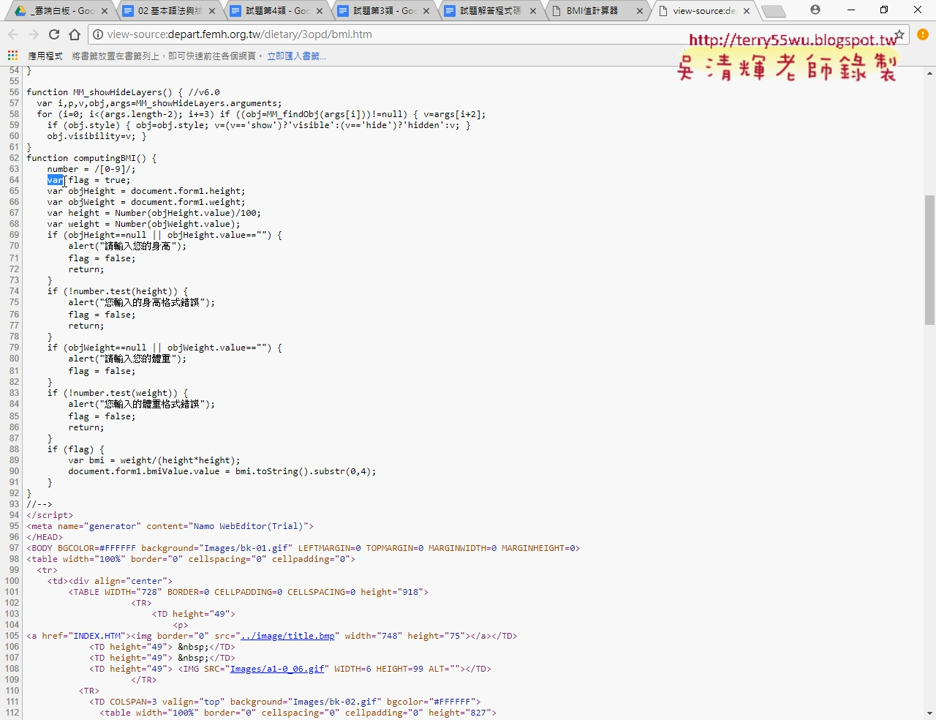 _雲端白板 - Goo
02 基本語法與結
試題第4類 - Goo
試題第3類 - Goo
試題解答程式碼
BMI值計算器
view-source:dep
view-source:depart.femh.org.tw/dietary/3opd/bmi.htm
http://terry55wu.blogspot.tw
應用程式 將書籤放置在書籤列上，即可快速前往各個網頁。 立即匯入書籤...
吳清輝老師錄製
54 }
55
56 function MM_showHideLayers() { //v6.0
57 var i,p,v,obj,args=MM_showHideLayers.arguments;
58 for (i=0; i<(args.length-2); i+=3) if ((obj=MM_findObj(args[i]))!=null) { v=args[i+2];
59 if (obj.style) { obj=obj.style; v=(v=='show')?'visible':(v=='hide')?'hidden':v; }
60 obj.visibility=v; }
61 }
62 function computingBMI() {
63 number = /[0-9]/;
64 var flag = true;
65 var objHeight = document.form1.height;
66 var objWeight = document.form1.weight;
67 var height = Number(objHeight.value)/100;
68 var weight = Number(objWeight.value);
69 if (objHeight==null || objHeight.value=="") {
70 alert("請輸入您的身高");
71 flag = false;
72 return;
73 }
74 if (!number.test(height)) {
75 alert("您輸入的身高格式錯誤");
76 flag = false;
77 return;
78 }
79 if (objWeight==null || objWeight.value=="") {
80 alert("請輸入您的體重");
81 flag = false;
82 }
83 if (!number.test(weight)) {
84 alert("您輸入的體重格式錯誤");
85 flag = false;
86 return;
87 }
88 if (flag) {
89 var bmi = weight/(height*height);
90 document.form1.bmiValue.value = bmi.toString().substr(0,4);
91 }
92 }
93 //-->
94 </script>
95 <meta name="generator" content="Namo WebEditor(Trial)">
96 </HEAD>
97 <BODY BGCOLOR=#FFFFFF background="Images/bk-01.gif" LEFTMARGIN=0 TOPMARGIN=0 MARGINWIDTH=0 MARGINHEIGHT=0>
98 <table width="100%" border="0" cellspacing="0" cellpadding="0">
99 <tr>
100 <td><div align="center">
101 <TABLE WIDTH="728" BORDER=0 CELLPADDING=0 CELLSPACING=0 height="918">
102 <TR>
103 <TD height="49">
104 <p>
105 <a href="INDEX.HTM"><img border="0" src="../image/title.bmp" width="748" height="75"></a></TD>
106 <TD height="49"> &nbsp;</TD>
107 <TD height="49"> &nbsp;</TD>
108 <TD height="49"> <IMG SRC="Images/a1-0_06.gif" WIDTH=6 HEIGHT=99 ALT=""></TD>
109 </TR>
110 <TR>
111 <TD COLSPAN=3 valign="top" background="Images/bk-02.gif" bgcolor="#FFFFFF">
112 <table width="100%" border="0" cellspacing="0" cellpadding="0" height="827">